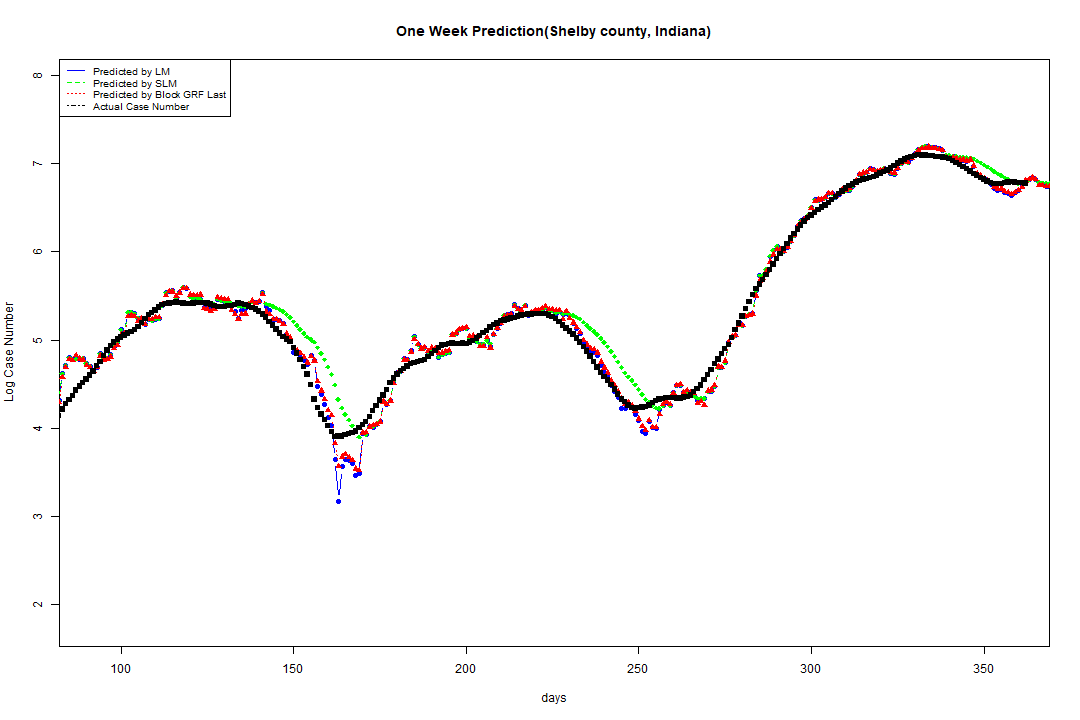 One Week Prediction(Shelby county, Indiana)
Predicted by LM
Predicted by SLM
Predicted by Block GRF Last
Actual Case Number
8
7
6
5
4
3
2
Log Case Number
100 150 200 250 300 350
days